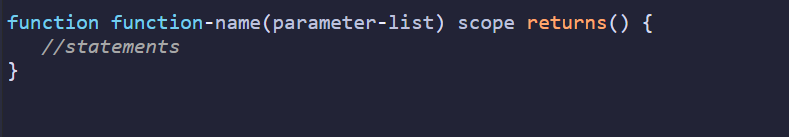 function function-name(parameter-list) scope returns() {
//statements
}